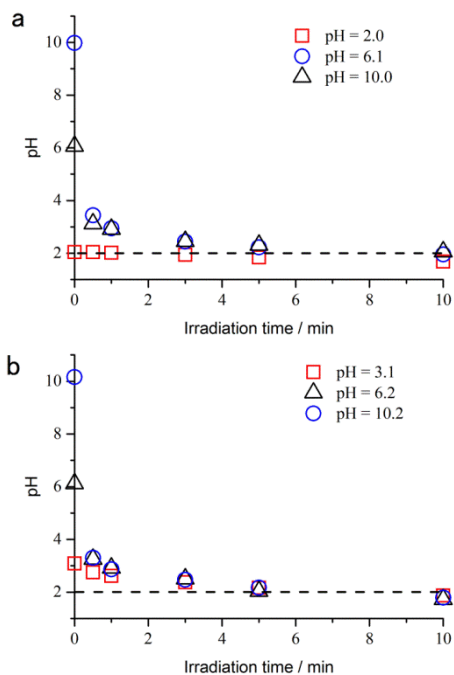 a
pH = 2.0
pH = 6.1
pH = 10.0
10
8
6
4
2
pH
0 2 4 6 8 10
Irradiation time / min
b
pH = 3.1
pH = 6.2
pH = 10.2
10
8
6
4
2
pH
0 2 4 6 8 10
Irradiation time / min